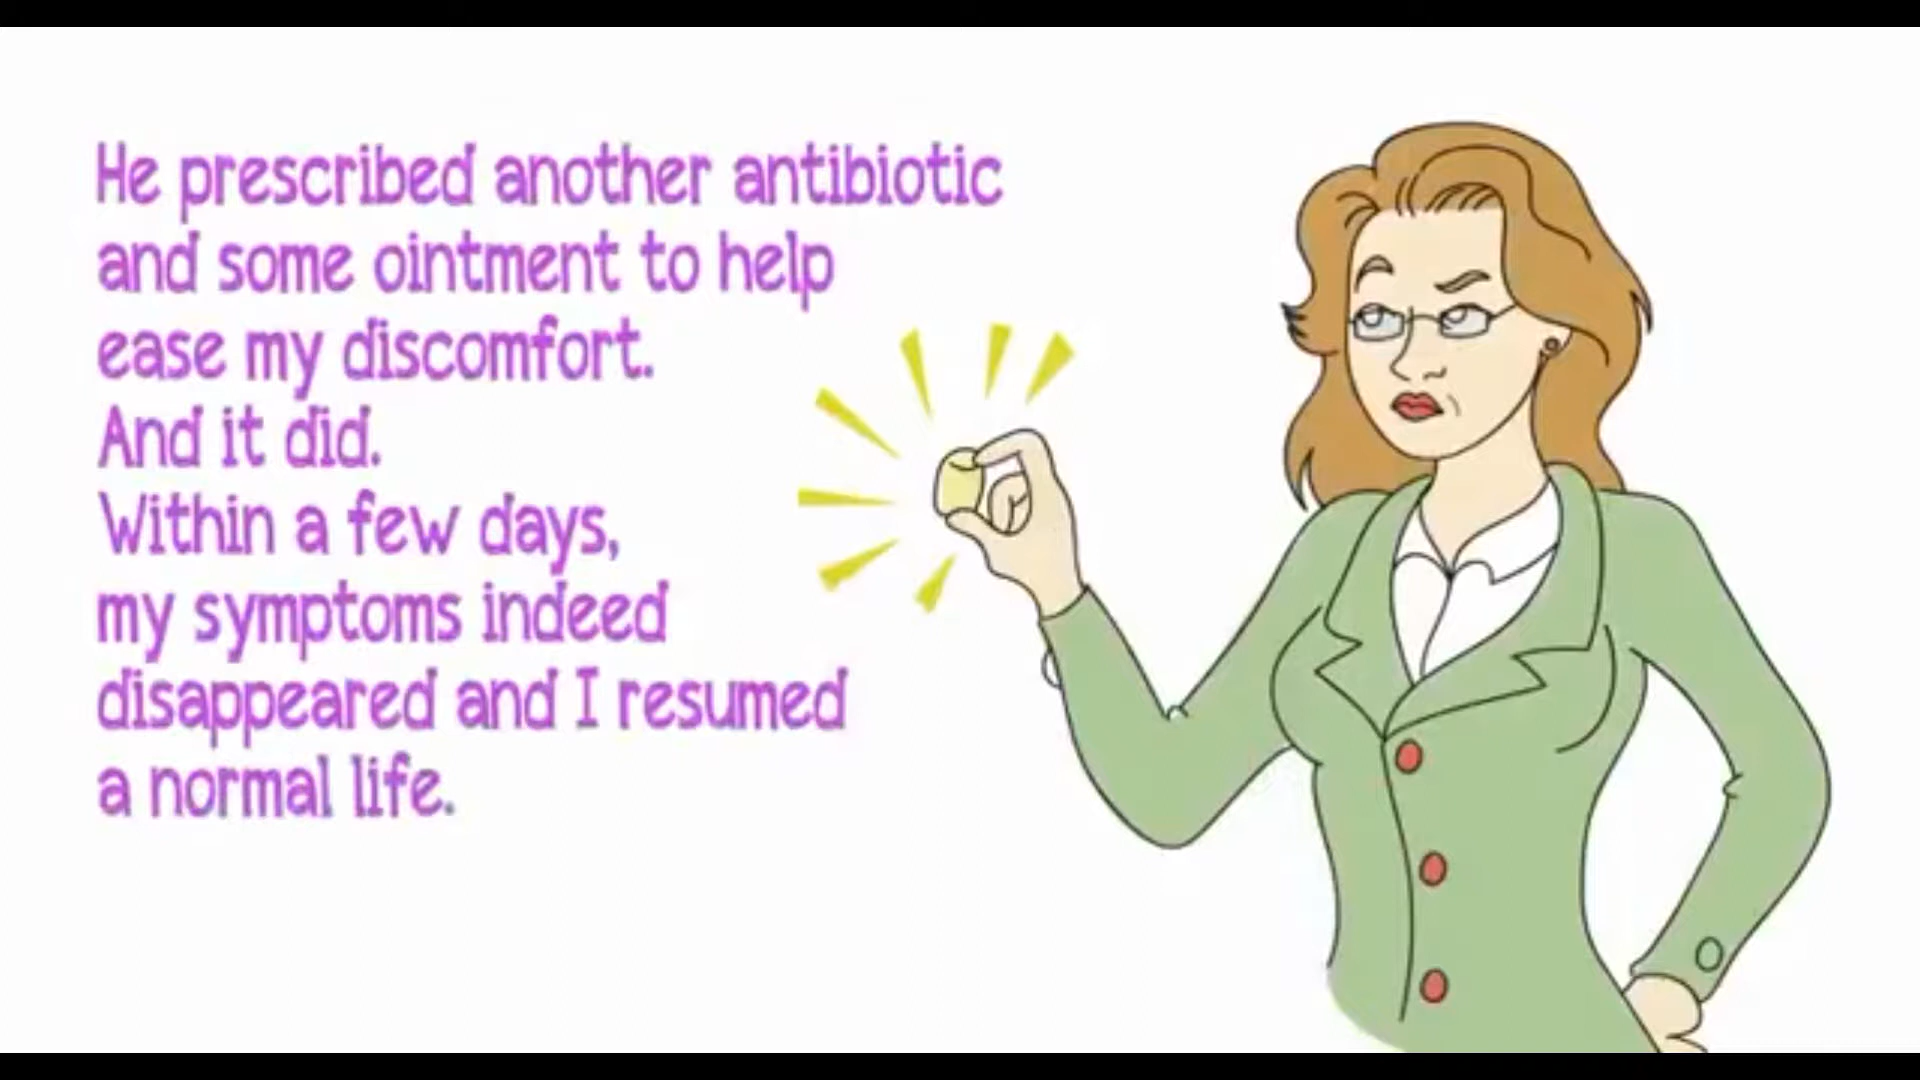 He prescribed another antibiotic
and some ointment to help
ease my discomfort.
And it did.
Within a few days,
my symptoms indeed
disappeared and I resumed
a normal life.